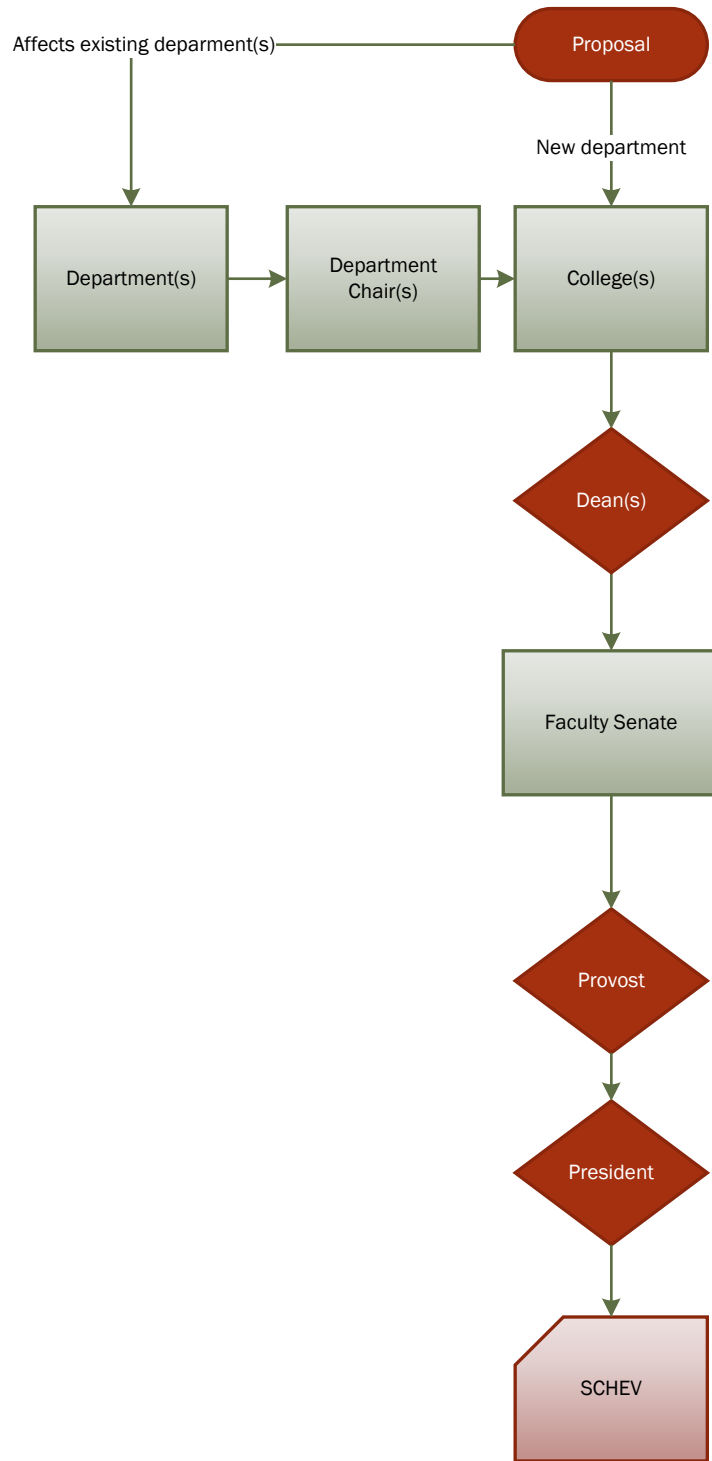 Affects existing deparment(s)
Proposal
New department
Department(s)
Department
Chair(s)
College(s)
Dean(s)
Faculty Senate
Provost
President
SCHEV